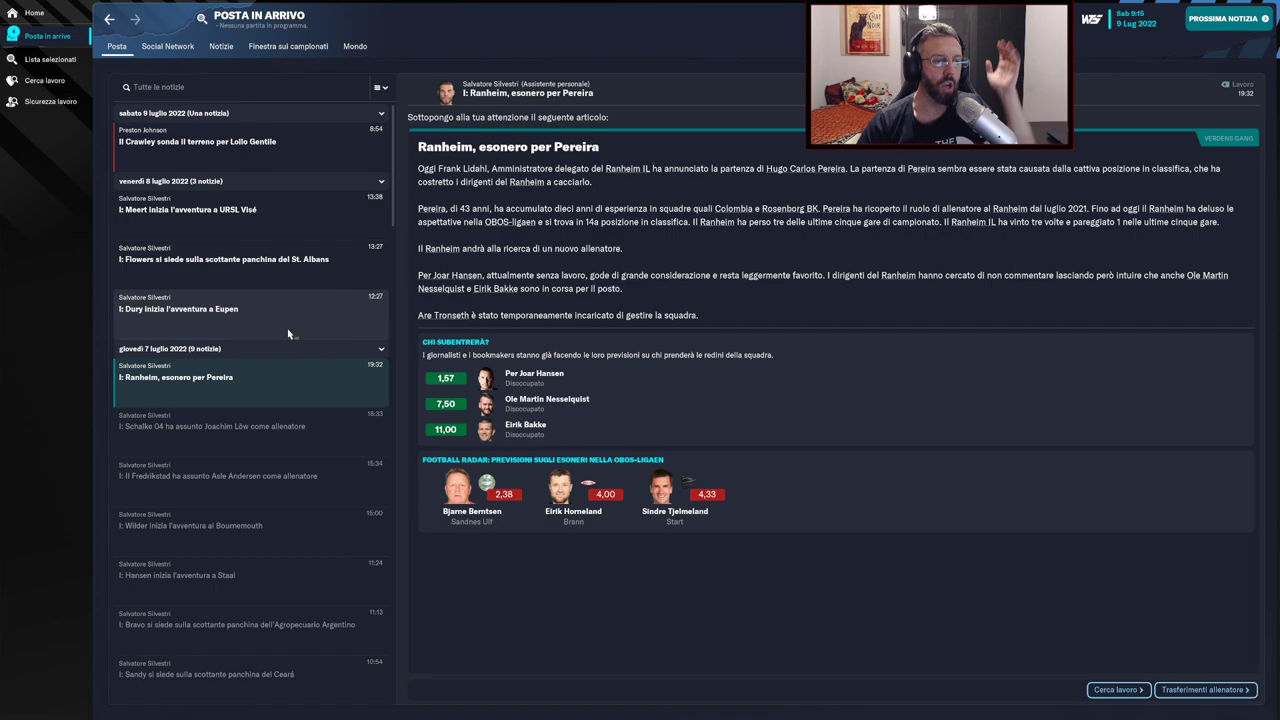 Home
Posta in arrivo
Lista selezionati
Cerca lavoro
Sicurezza lavoro
POSTA IN ARRIVO
- Nessuna partita in programma.
Sab 9:15
9 Lug 2022
PROSSIMA NOTIZIA
Posta
Social Network
Notizie
Finestra sul campionati
Mondo
Tutte le notizie
sabato 9 luglio 2022 (Una notizia)
Preston Johnson
8:54
Il Crawley sonda il terreno per Lollo Gentile
venerdì 8 luglio 2022 (3 notizie)
Salvatore Silvestri
13:38
I: Meert inizia l'avventura a URSL Visé
Salvatore Silvestri
13:27
I: Flowers si siede sulla scottante panchina del St. Albans
Salvatore Silvestri
12:27
I: Dury inizia l'avventura a Eupen
giovedì 7 luglio 2022 (9 notizie)
Salvatore Silvestri
19:32
I: Ranheim, esonero per Pereira
Salvatore Silvestri
16:33
I: Schalke 04 ha assunto Joachim Löw come allenatore
Salvatore Silvestri
15:34
I: Il Fredrikstad ha assunto Asle Andersen come allenatore
Salvatore Silvestri
15:00
I: Wilder inizia l'avventura al Bournemouth
Salvatore Silvestri
11:24
I: Hansen inizia l'avventura a Staal
Salvatore Silvestri
11:13
I: Bravo si siede sulla scottante panchina dell'Agropecuario Argentino
Salvatore Silvestri
10:54
I: Sandy si siede sulla scottante panchina del Ceará
Salvatore Silvestri (Assistente personale)
I: Ranheim, esonero per Pereira
Lavoro
19:32
Sottopongo alla tua attenzione il seguente articolo:
VERDENS GANG
Ranheim, esonero per Pereira
Oggi Frank Lidahl, Amministratore delegato del Ranheim IL ha annunciato la partenza di Hugo Carlos Pereira. La partenza di Pereira sembra essere stata causata dalla cattiva posizione in classifica, che ha
costretto i dirigenti del Ranheim a cacciarlo.
Pereira, di 43 anni, ha accumulato dieci anni di esperienza in squadre quali Colombia e Rosenborg BK. Pereira ha ricoperto il ruolo di allenatore al Ranheim dal luglio 2021. Fino ad oggi il Ranheim ha deluso le
aspettative nella OBOS-ligaen e si trova in 14a posizione in classifica. Il Ranheim ha perso tre delle ultime cinque gare di campionato. Il Ranheim IL ha vinto tre volte e pareggiato 1 nelle ultime cinque gare.
Il Ranheim andrà alla ricerca di un nuovo allenatore.
Per Joar Hansen, attualmente senza lavoro, gode di grande considerazione e resta leggermente favorito. I dirigenti del Ranheim hanno cercato di non commentare lasciando però intuire che anche Ole Martin
Nesselquist e Eirik Bakke sono in corsa per il posto.
Are Tronseth è stato temporaneamente incaricato di gestire la squadra.
CHI SUBENTRERÀ?
I giornalisti e i bookmakers stanno già facendo le loro previsioni su chi prenderà le redini della squadra.
1,57
Per Joar Hansen
Disoccupato
7,50
Ole Martin Nesselquist
Disoccupato
11,00
Eirik Bakke
Disoccupato
FOOTBALL RADAR: PREVISIONI SUGLI ESONERI NELLA OBOS-LIGAEN
2,38
4,00
4,33
Bjarne Berntsen
Eirik Horneland
Sindre Tjelmeland
Sandnes Ulf
Brann
Start
Cerca lavoro
Trasferimenti allenatore
CHAT
NOIR
THE